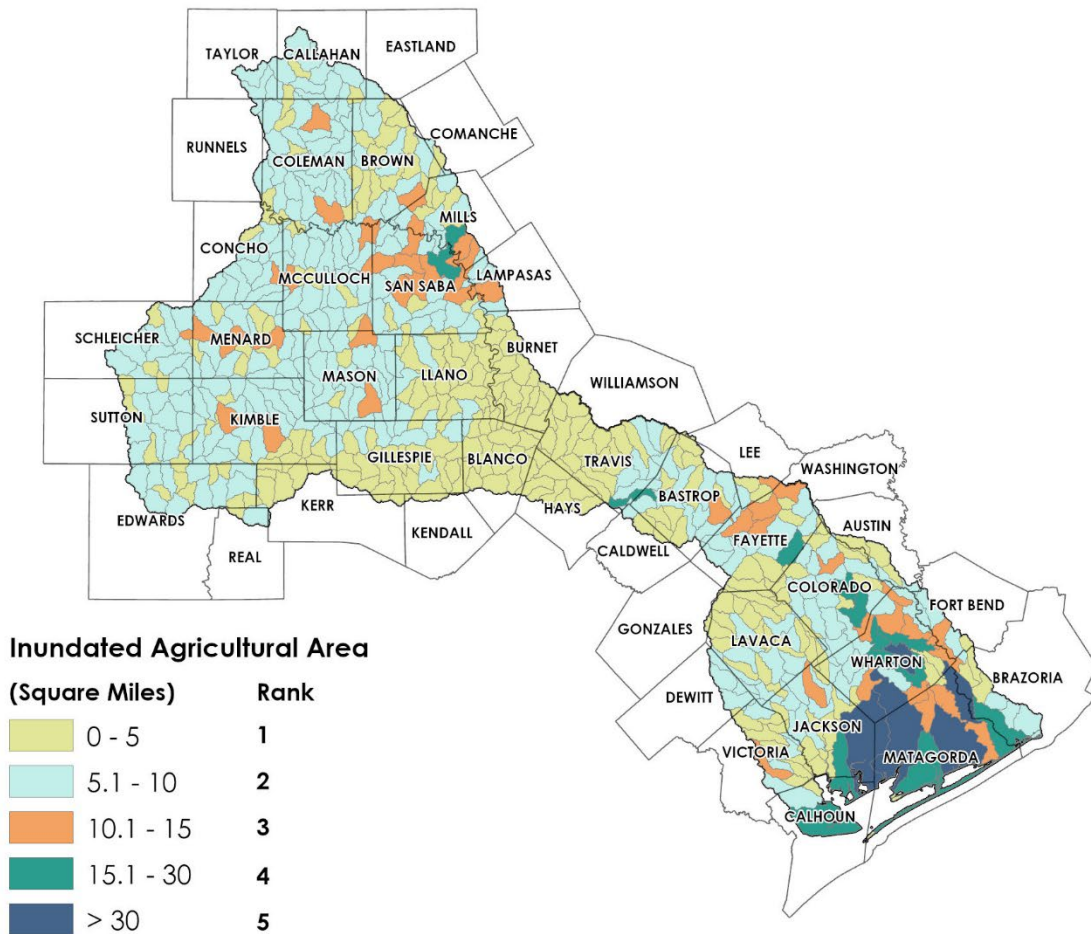 TAYLOR
CALLAHAN
EASTLAND
RUNNELS
COLEMAN
BROWN
COMANCHE
MILLS
CONCHO
MCCULLOCH
SAN SABA
LAMPASAS
SCHLEICHER
MENARD
MASON
LLANO
BURNET
WILLIAMSON
SUTTON
KIMBLE
GILLESPIE
BLANCO
TRAVIS
LEE
WASHINGTON
BASTROP
EDWARDS
KERR
HAYS
AUSTIN
REAL
KENDALL
CALDWELL
FAYETTE
COLORADO
FORT BEND
GONZALES
LAVACA
WHARTON
BRAZORIA
DEWITT
JACKSON
VICTORIA
MATAGORDA
CALHOUN
Inundated Agricultural Area
(Square Miles) Rank
0 - 5 1
5.1 - 10 2
10.1 - 15 3
15.1 - 30 4
> 30 5